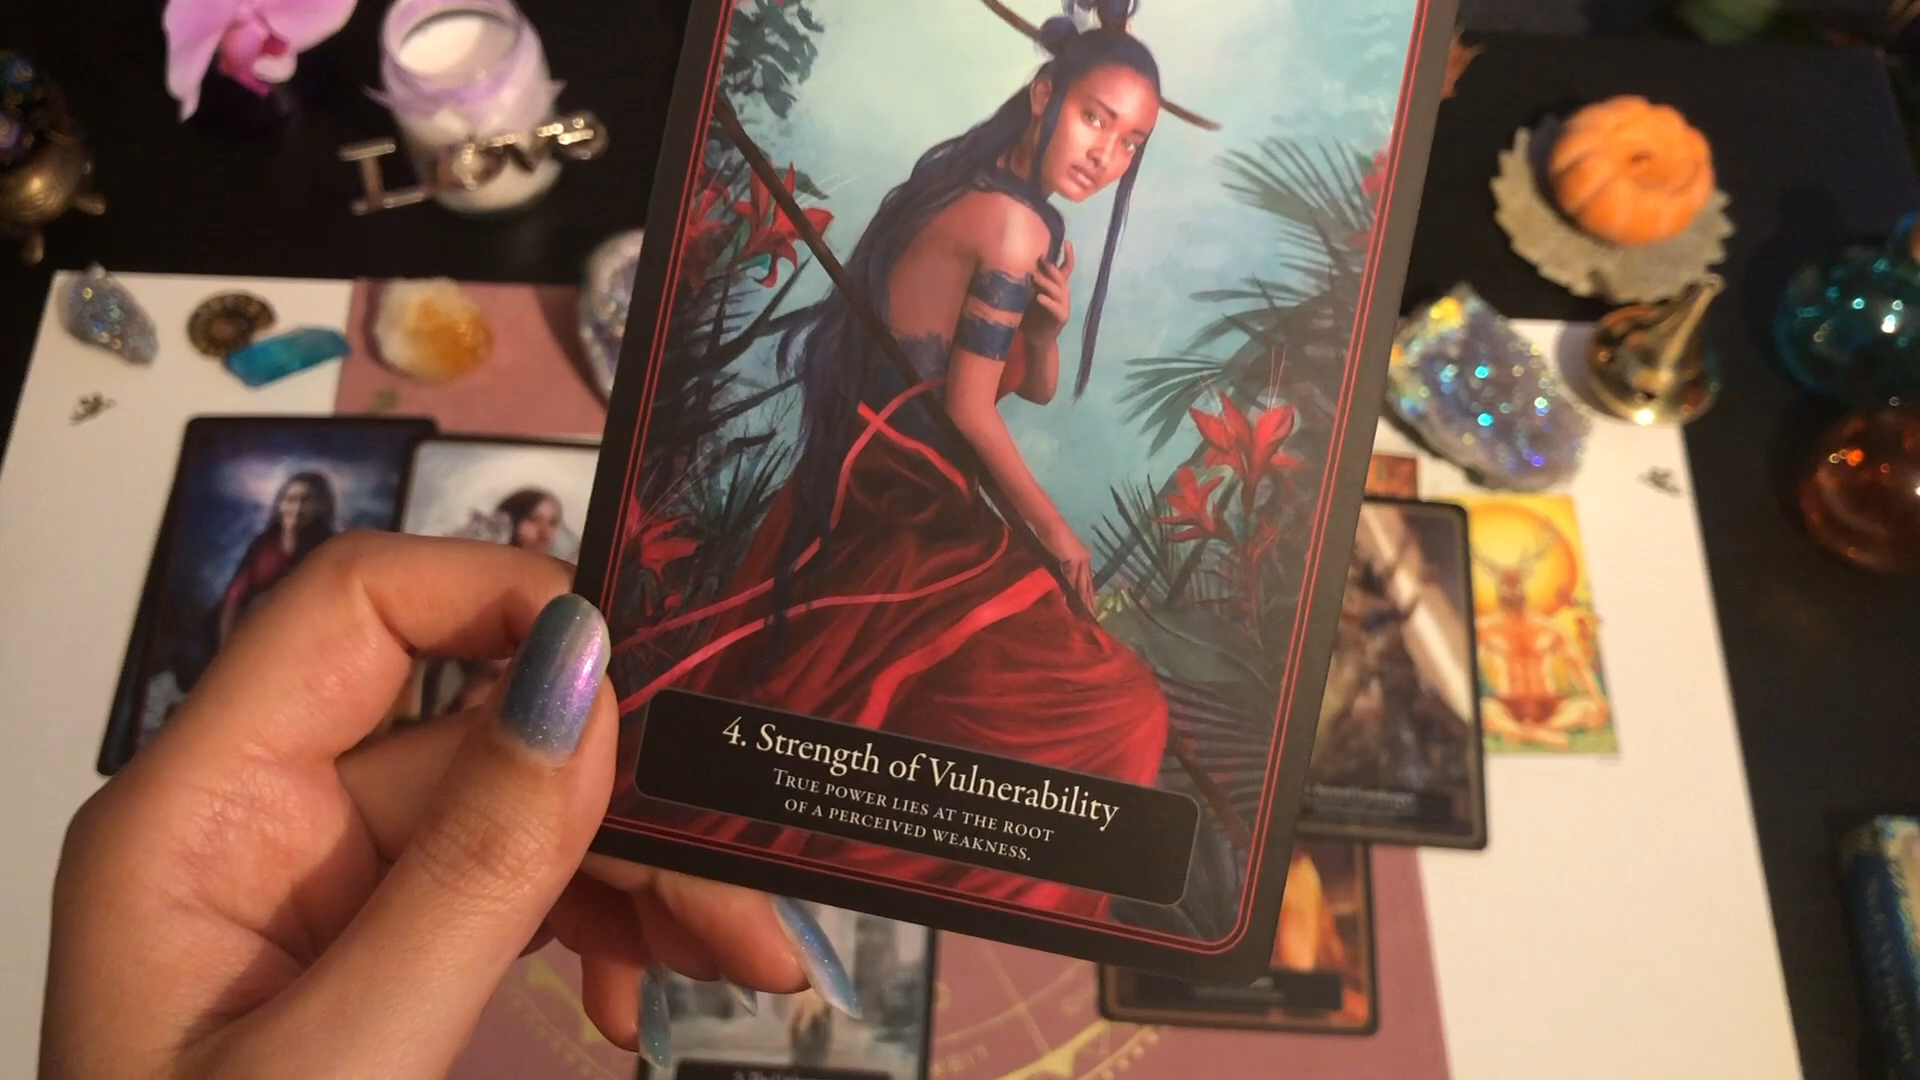 4. Strength of Vulnerability
TRUE POWER LIES AT THE ROOT
OF A PERCEIVED WEAKNESS.